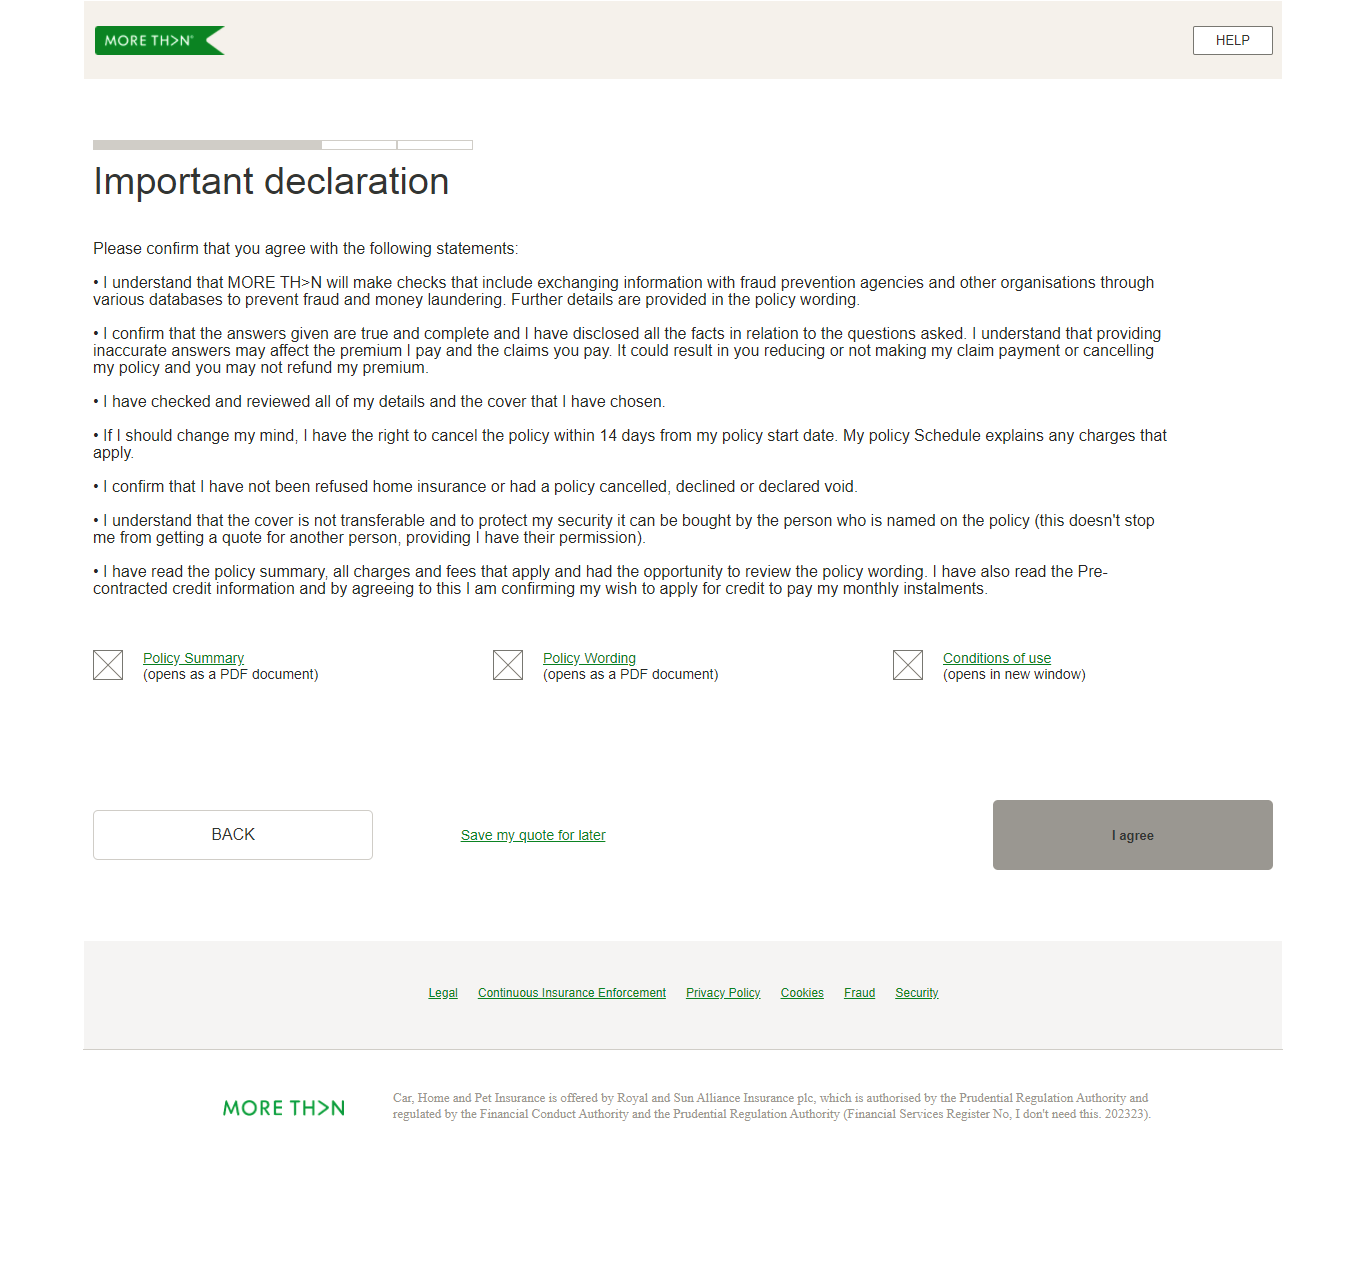 MORE TH>N
HELP
Important declaration
Please confirm that you agree with the following statements:
• I understand that MORE TH>N will make checks that include exchanging information with fraud prevention agencies and other organisations through
various databases to prevent fraud and money laundering. Further details are provided in the policy wording.
• I confirm that the answers given are true and complete and I have disclosed all the facts in relation to the questions asked. I understand that providing
inaccurate answers may affect the premium I pay and the claims you pay. It could result in you reducing or not making my claim payment or cancelling
my policy and you may not refund my premium.
• I have checked and reviewed all of my details and the cover that I have chosen.
• If I should change my mind, I have the right to cancel the policy within 14 days from my policy start date. My policy Schedule explains any charges that
apply.
• I confirm that I have not been refused home insurance or had a policy cancelled, declined or declared void.
• I understand that the cover is not transferable and to protect my security it can be bought by the person who is named on the policy (this doesn't stop
me from getting a quote for another person, providing I have their permission).
• I have read the policy summary, all charges and fees that apply and had the opportunity to review the policy wording. I have also read the Pre-
contracted credit information and by agreeing to this I am confirming my wish to apply for credit to pay my monthly instalments.
Policy Summary
(opens as a PDF document)
Policy Wording
(opens as a PDF document)
Conditions of use
(opens in new window)
BACK
Save my quote for later
I agree
Legal Continuous Insurance Enforcement Privacy Policy Cookies Fraud Security
MORE TH>N
Car, Home and Pet Insurance is offered by Royal and Sun Alliance Insurance plc, which is authorised by the Prudential Regulation Authority and
regulated by the Financial Conduct Authority and the Prudential Regulation Authority (Financial Services Register No, I don't need this. 202323).